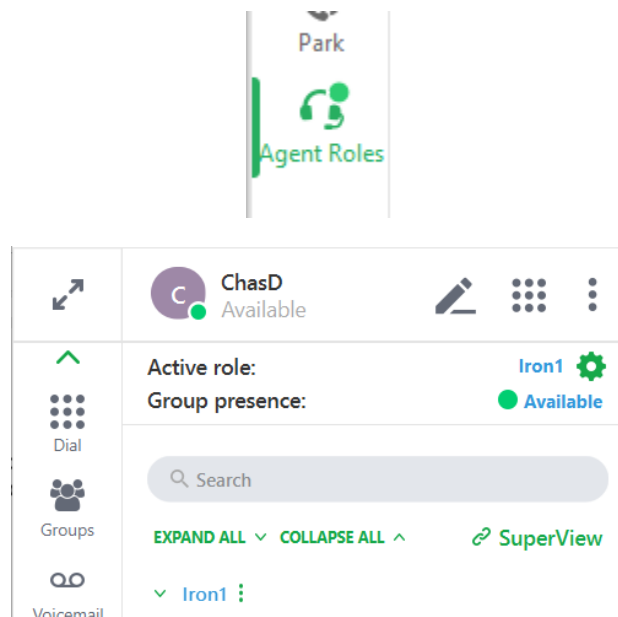 Park
Agent Roles
C
ChasD
Available
Active role:
Iron1
Group presence:
Available
Dial
Search
Groups
EXPAND ALL COLLAPSE ALL SuperView
Iron1
Voicemail